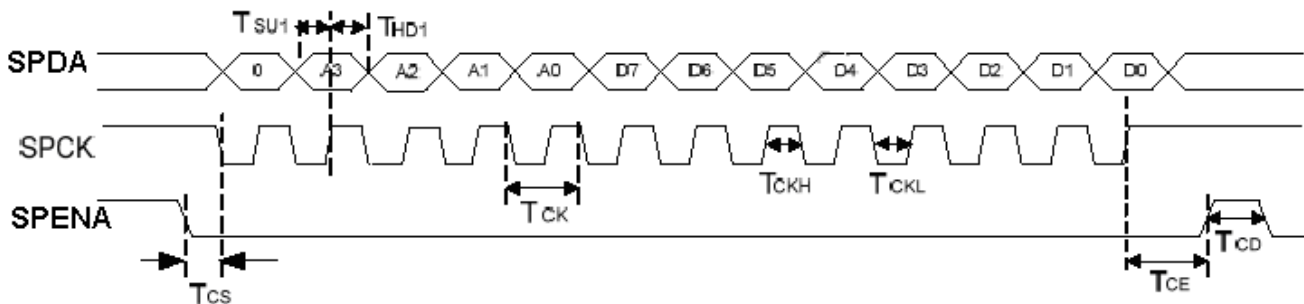 TSU1 THD1
SPDA 0 A3 A2 A1 A0 D7 D6 D5 D4 D3 D2 D1 D0
SPCK
TCKH TCKL
TCK
SPENA
TCD
TCE
TCS